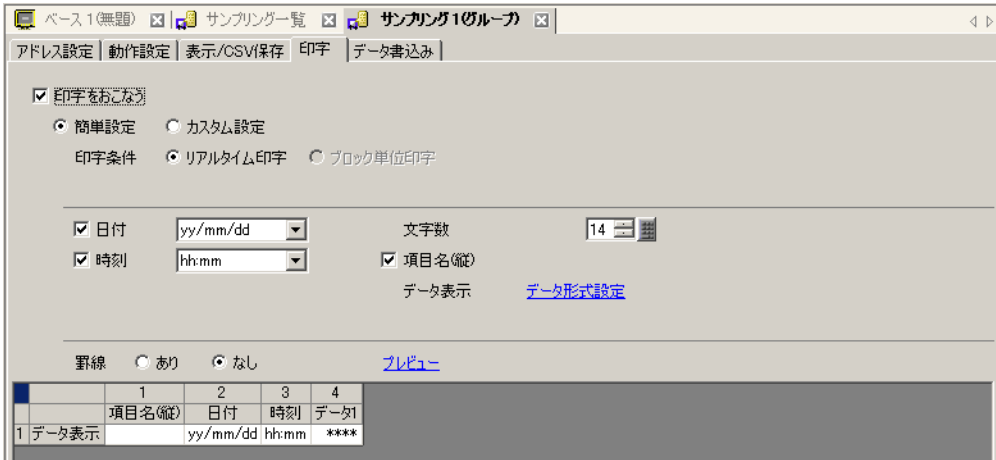 ベース1(無題) サンプリング一覧 サンプリング1(グループ)
アドレス設定 動作設定 表示/CSV保存 印字 データ書込み
印字をおこなう
簡単設定 カスタム設定
印字条件 リアルタイム印字 ブロック単位印字
日付 yy/mm/dd 文字数 14
時刻 hh:mm 項目名(縦)
データ表示 データ形式設定
罫線 あり なし プレビュー
1 2 3 4
項目名(縦) 日付 時刻 データ1
1 データ表示 yy/mm/dd hh:mm ****